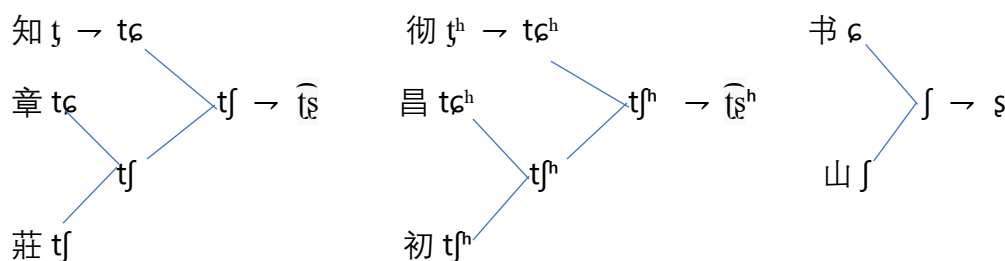 知 ȶ → tɕ 彻 ȶʰ → tɕʰ 书 ɕ
章 tɕ tʃ → t͡ʂ 昌 tɕʰ tʃʰ → t͡ʂʰ ʃ → ʂ
tʃ tʃʰ 山 ʃ
莊 tʃ 初 tʃʰ